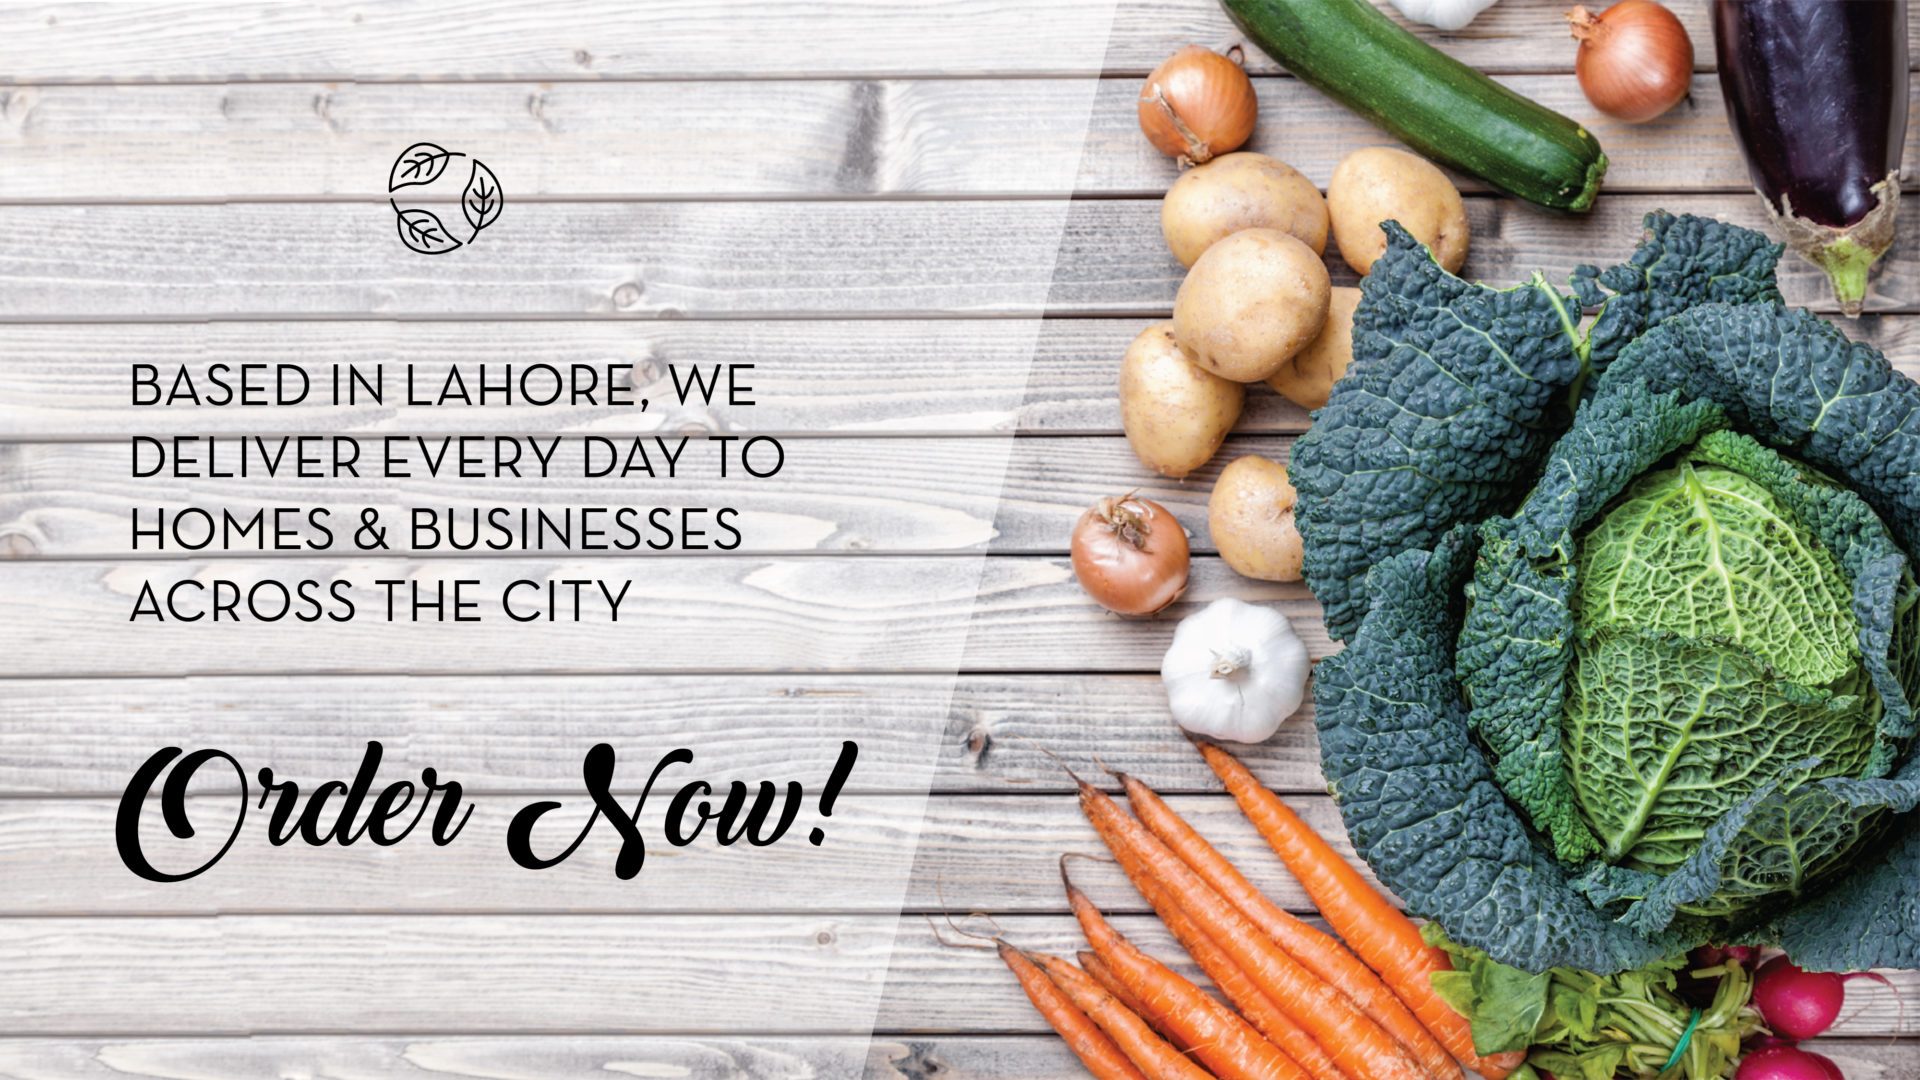 BASED IN LAHORE, WE
DELIVER EVERY DAY TO
HOMES & BUSINESSES
ACROSS THE CITY
Order Now!